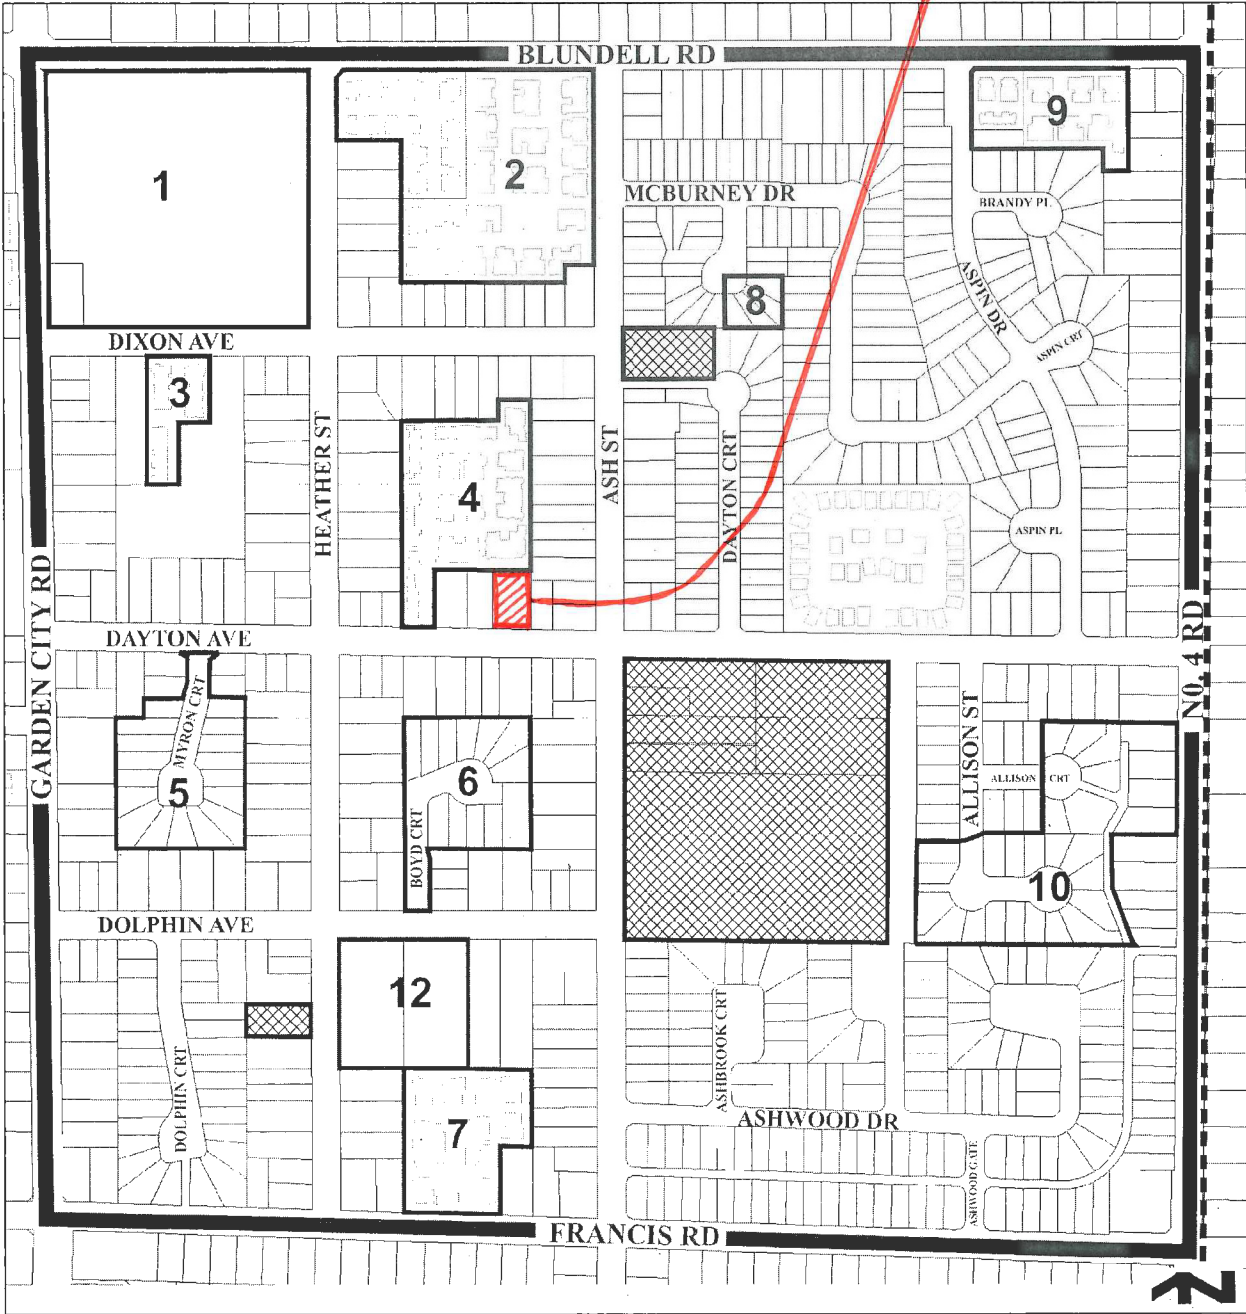 BLUNDELL RD
1
2
9
MCBURNEY DR
BRANDY PL
ASPIN DR
8
ASPIN CRT
DIXON AVE
3
HEATHER ST
4
ASH ST
DAYTON CRT
ASPIN PL
GARDEN CITY RD
DAYTON AVE
NO. 4 RD
MYRON CRT
5
6
BOYD CRT
ALLISON ST
ALLISON CRT
10
DOLPHIN AVE
12
DOLPHIN CRT
7
ASHBROOK CRT
ASHWOOD DR
ASHWOOD GATE
FRANCIS RD
N